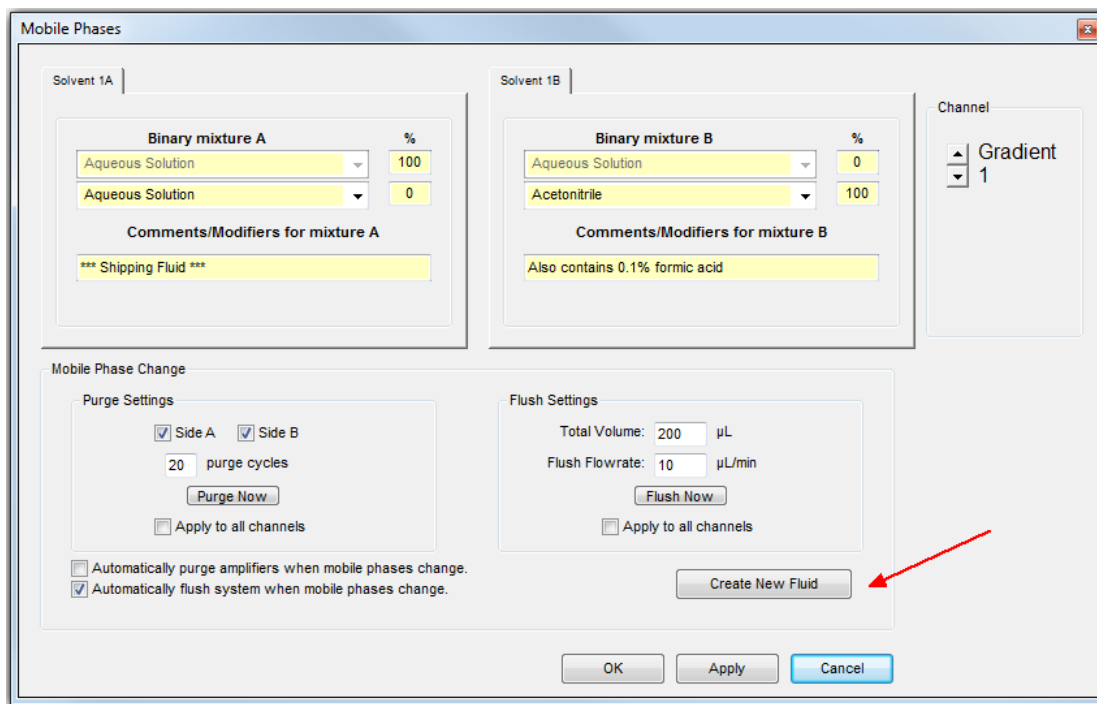 Mobile Phases
Solvent 1A
Binary mixture A %
Aqueous Solution 100
Aqueous Solution 0
Comments/Modifiers for mixture A
*** Shipping Fluid ***
Solvent 1B
Binary mixture B %
Aqueous Solution 0
Acetonitrile 100
Comments/Modifiers for mixture B
Also contains 0.1% formic acid
Channel
Gradient
1
Mobile Phase Change
Purge Settings
Side A Side B
20 purge cycles
Purge Now
Apply to all channels
Flush Settings
Total Volume: 200 µL
Flush Flowrate: 10 µL/min
Flush Now
Apply to all channels
Automatically purge amplifiers when mobile phases change.
Automatically flush system when mobile phases change.
Create New Fluid
OK Apply Cancel